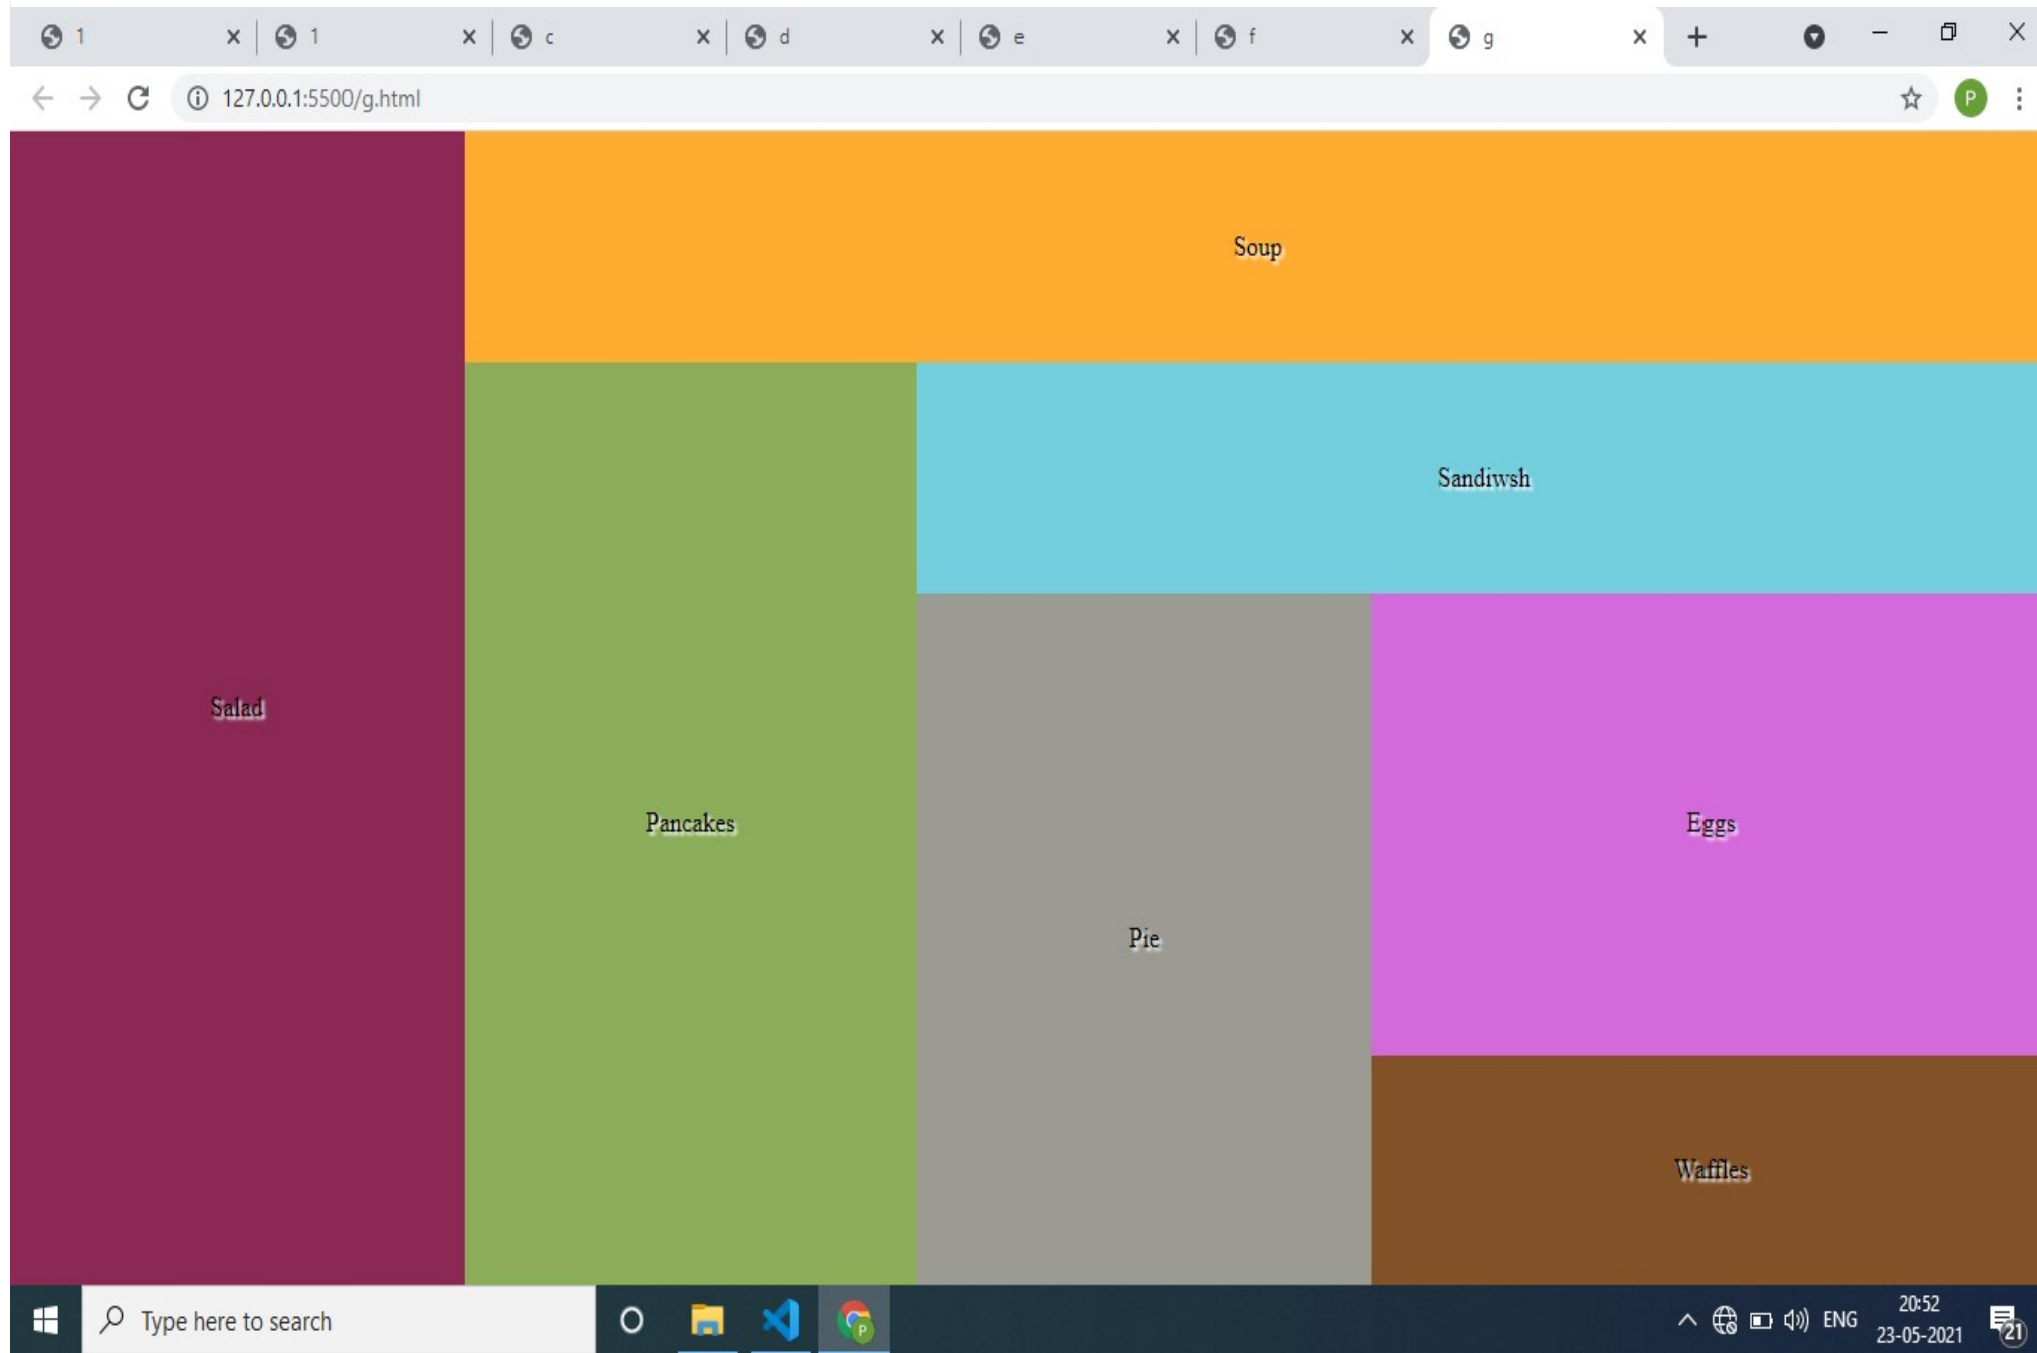 1 1 c d e f g
127.0.0.1:5500/g.html P
Soup
Sandiwsh
Salad
Pancakes
Eggs
Pie
Waffles
Type here to search
P
ENG
20:52
23-05-2021
21